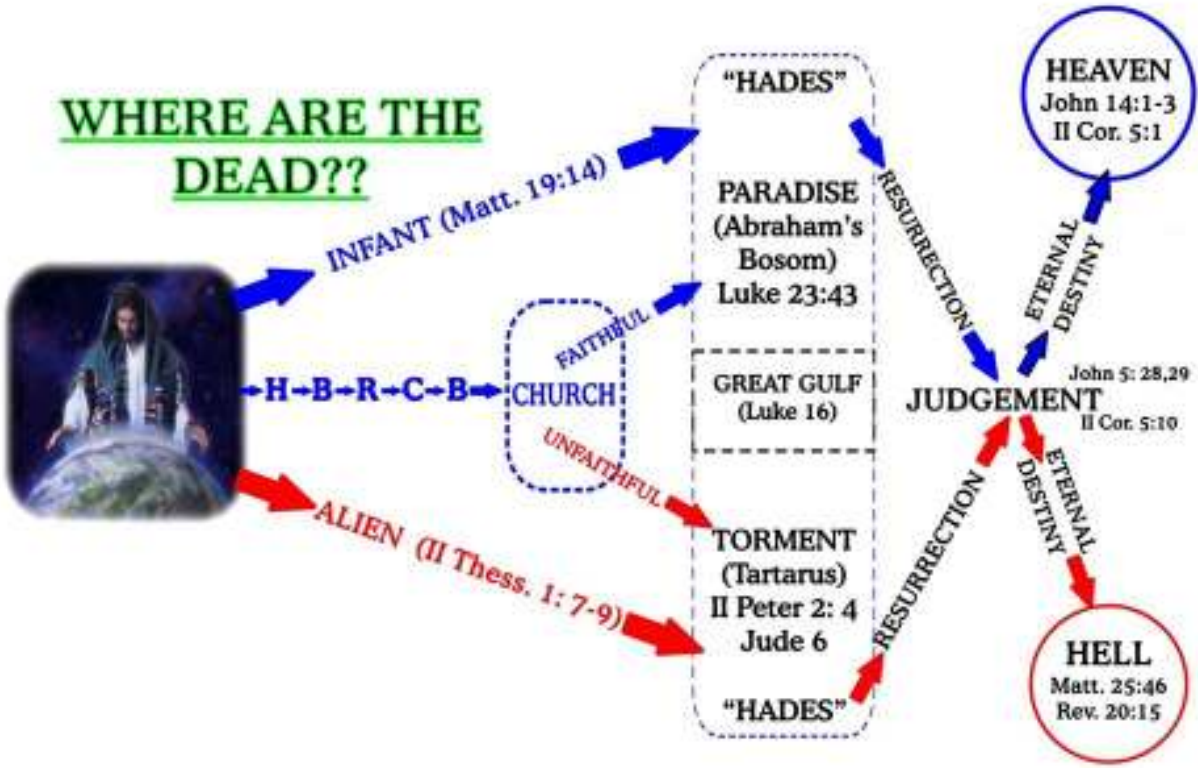 WHERE ARE THE
DEAD??
INFANT (Matt. 19:14)
H B R C B
CHURCH
FAITHFUL
UNFAITHFUL
ALIEN (II Thess. 1: 7-9)
"HADES"
PARADISE
(Abraham's
Bosom)
Luke 23:43
GREAT GULF
(Luke 16)
TORMENT
(Tartarus)
II Peter 2: 4
Jude 6
"HADES"
RESURRECTION
RESURRECTION
JUDGEMENT
John 5: 28,29
II Cor. 5:10
ETERNAL
DESTINY
HEAVEN
John 14:1-3
II Cor. 5:1
ETERNAL
DESTINY
HELL
Matt. 25:46
Rev. 20:15